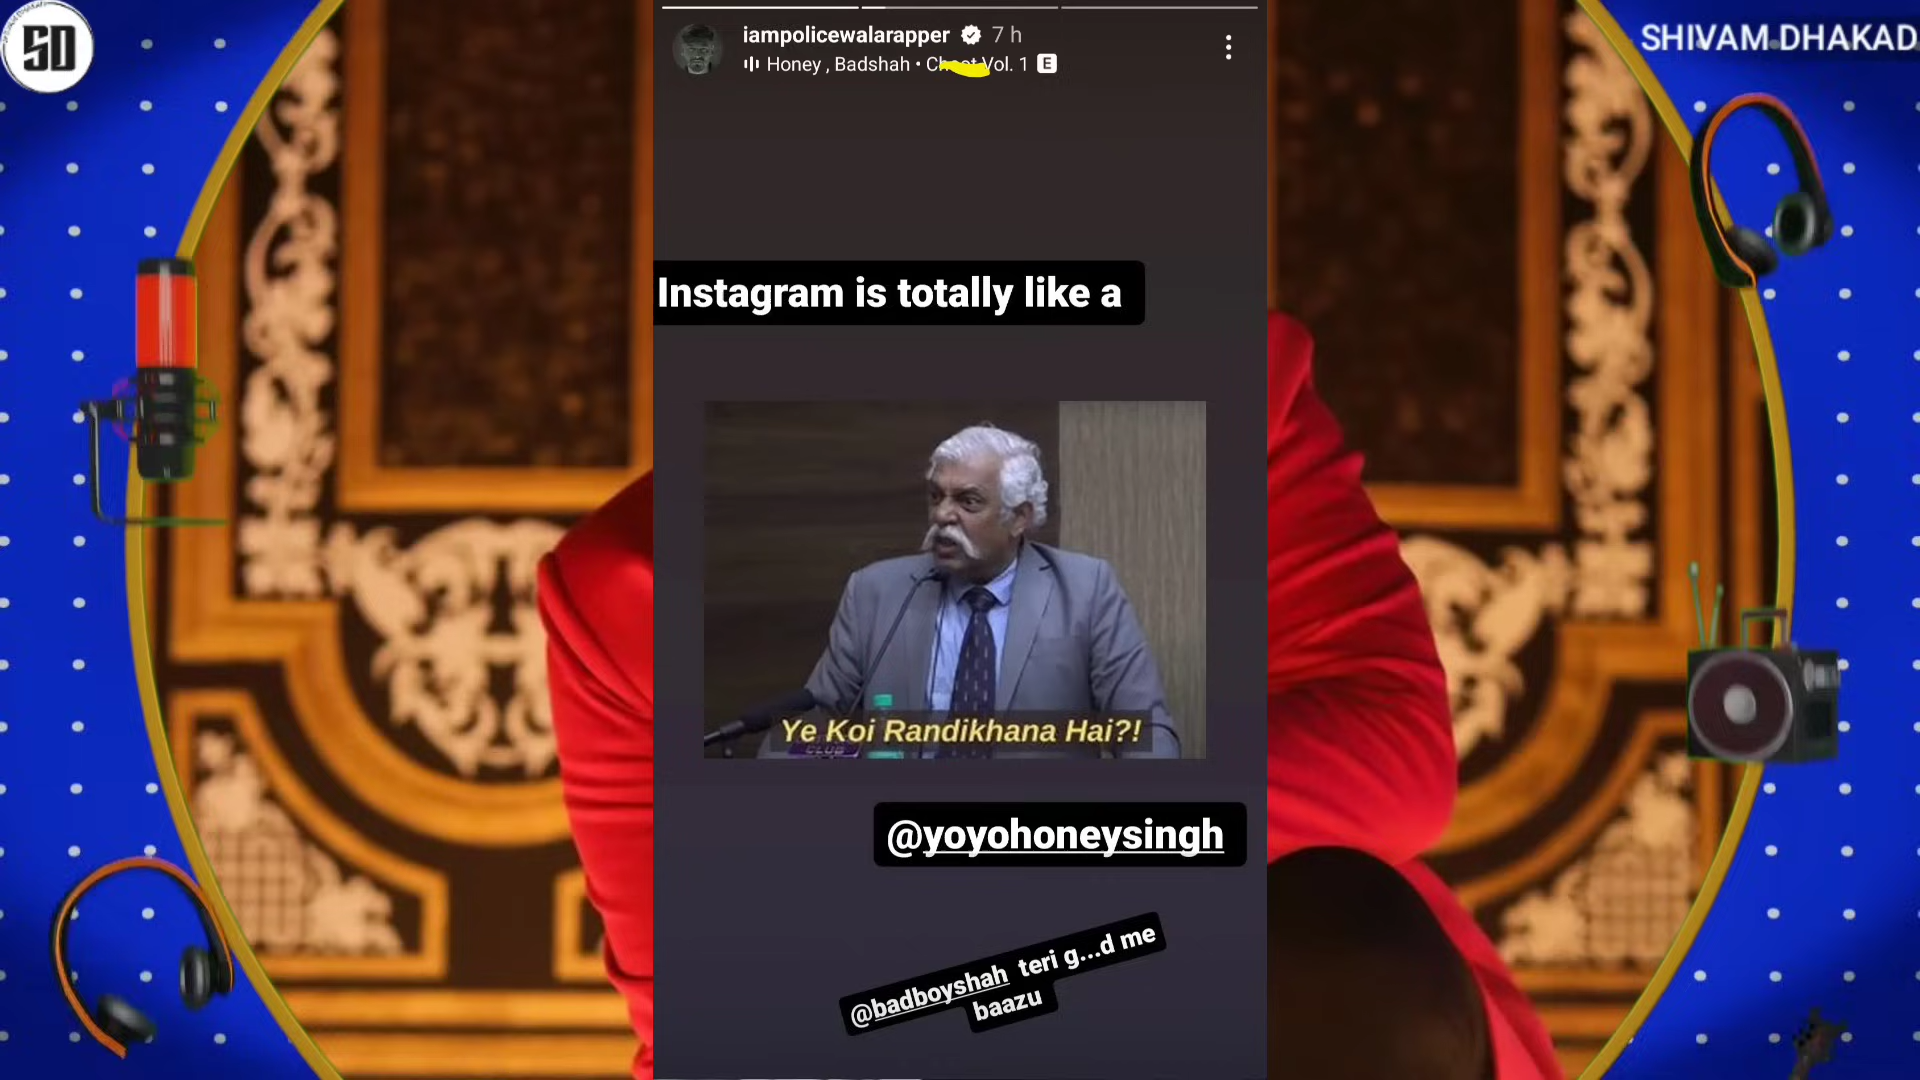 SD
SHIVAM DHAKAD
iampolicewalarapper 7 h
Honey , Badshah • Vol. 1 E
Instagram is totally like a
Ye Koi Randikhana Hai?!
CLUB
@yoyohoneysingh
@badboyshah teri g...d me
baazu